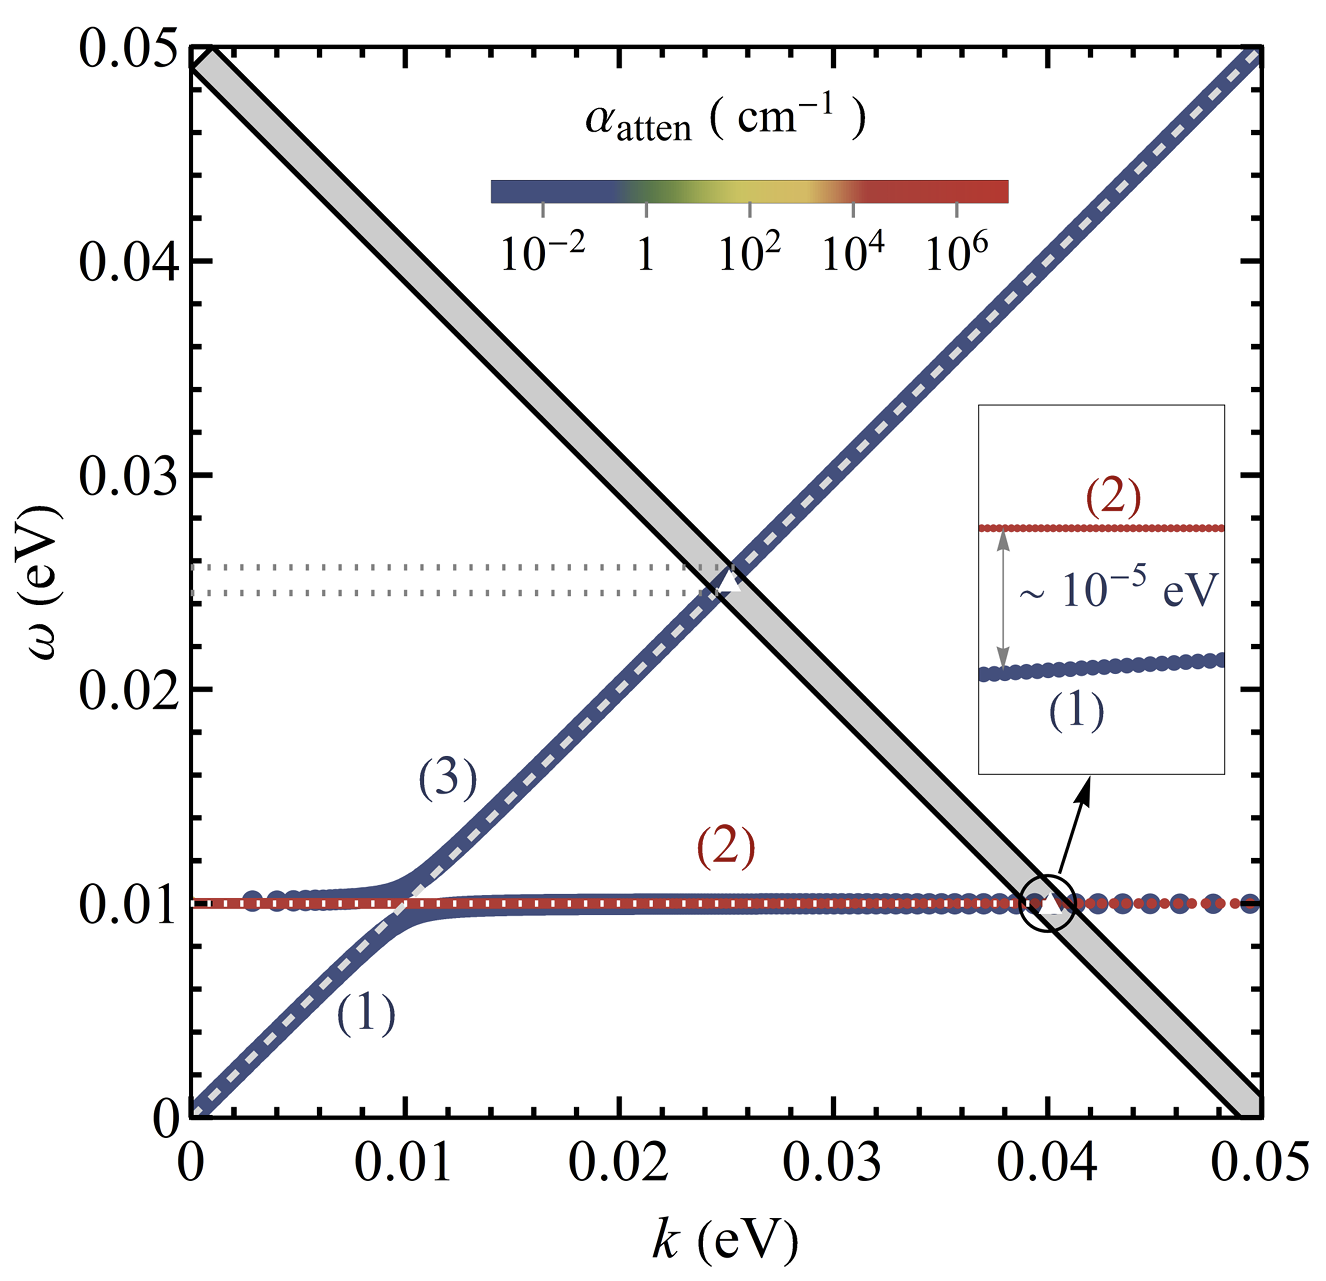 0.05
α_atten ( cm⁻¹ )
10⁻² 1 10² 10⁴ 10⁶
0.04
0.03
(2)
~ 10⁻⁵ eV
(1)
ω (eV)
0.02
(3)
(2)
0.01
(1)
0
0 0.01 0.02 0.03 0.04 0.05
k (eV)